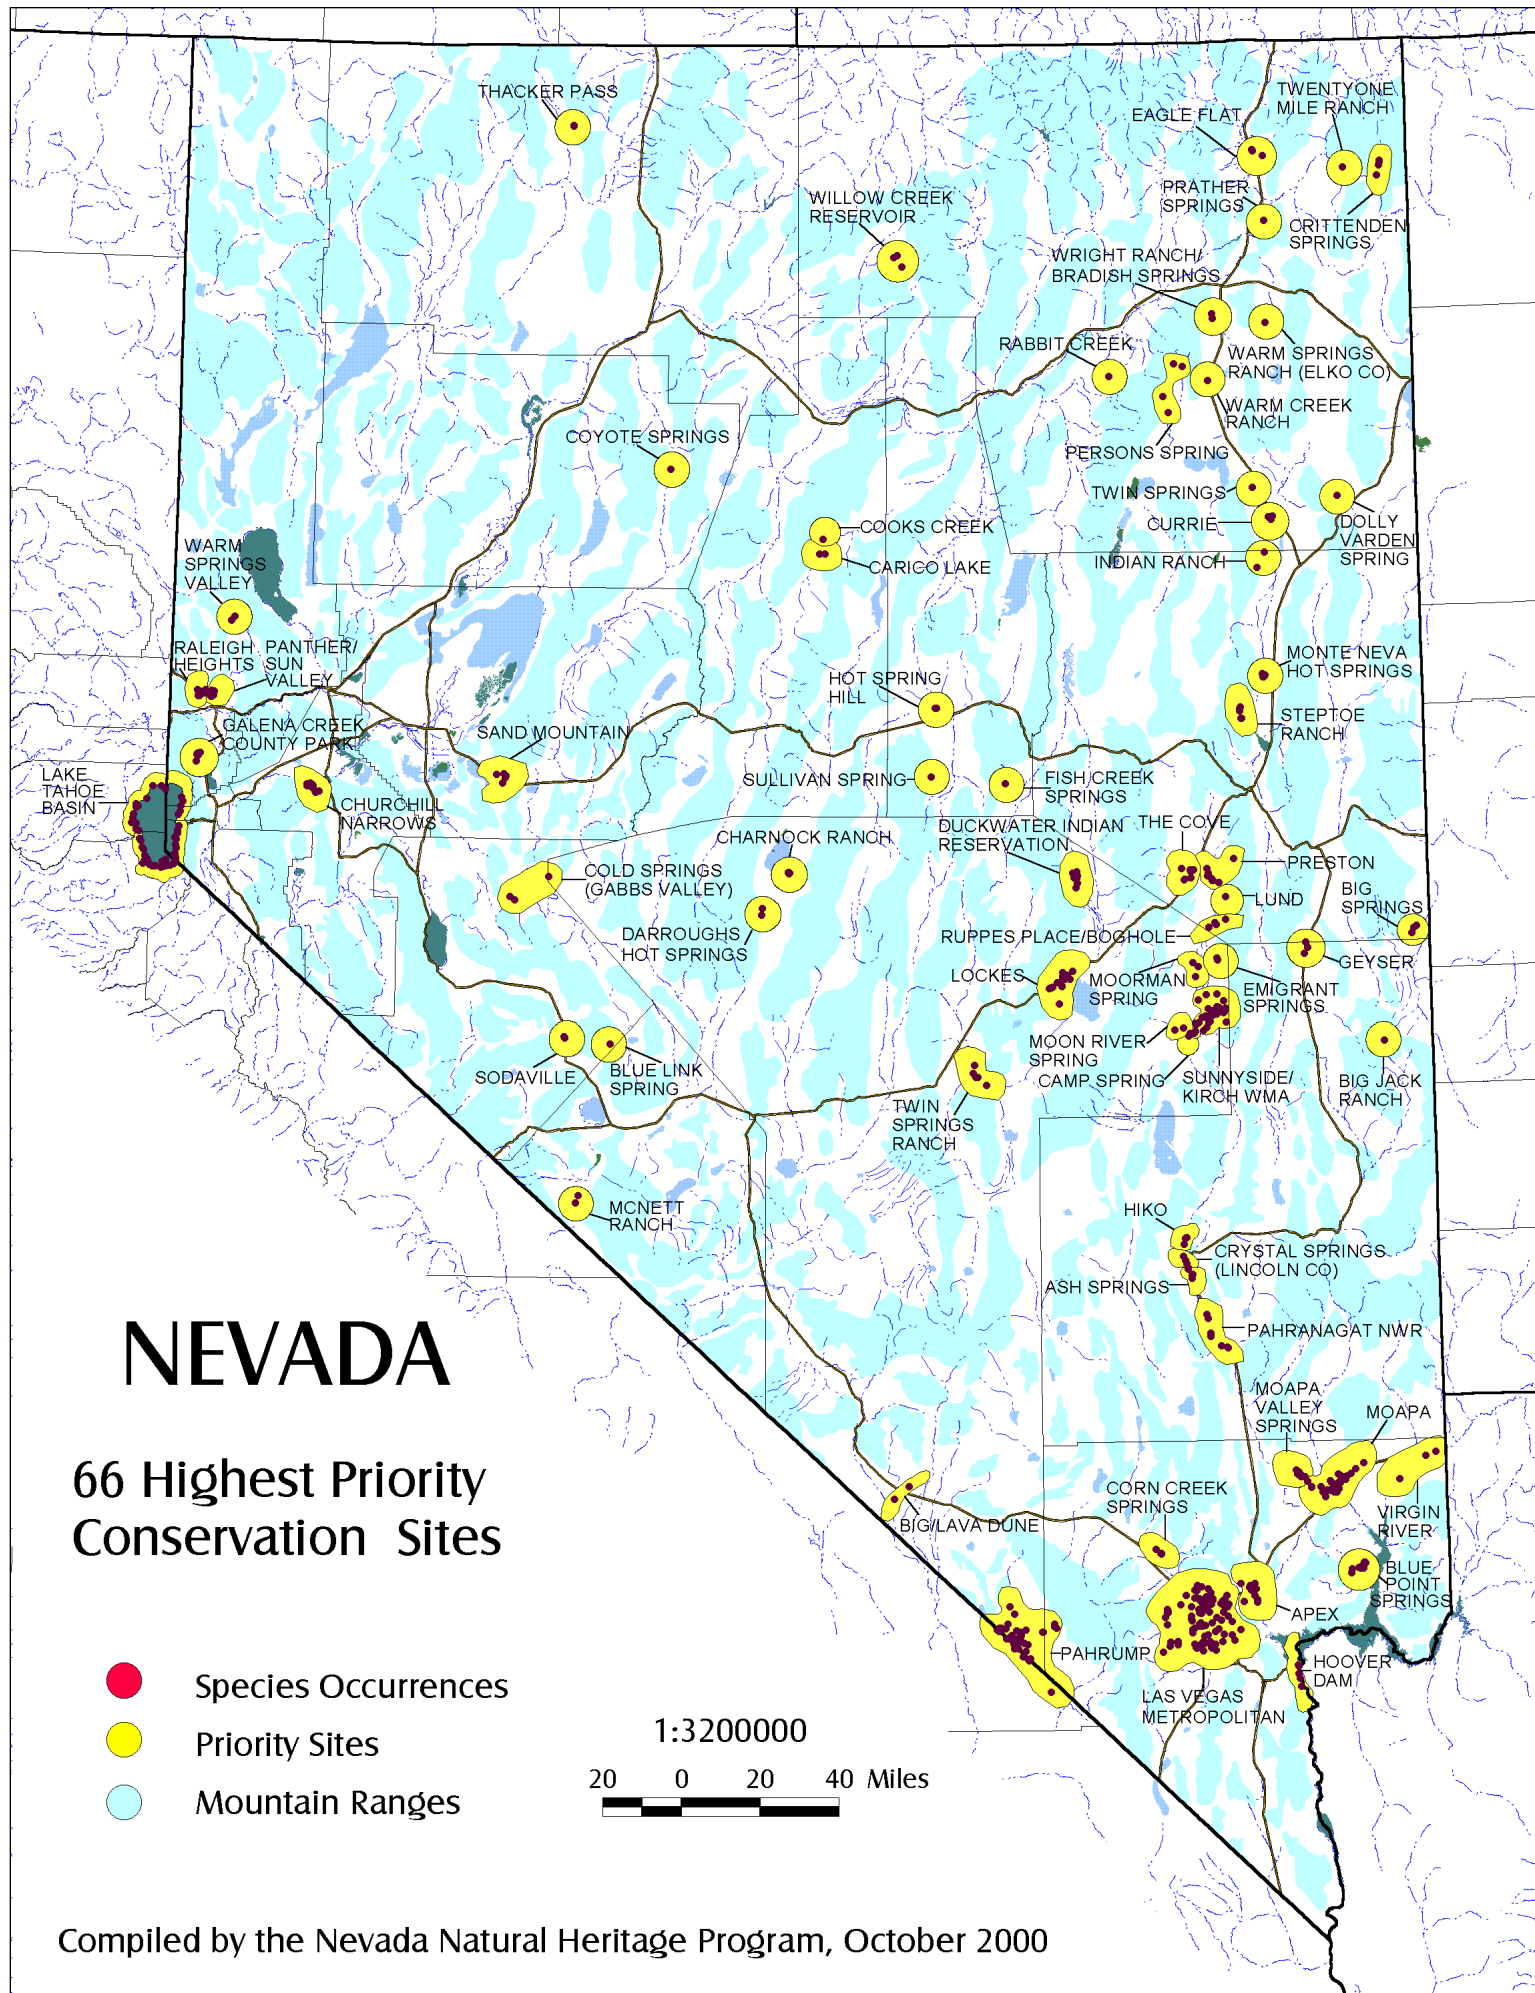 THACKER PASS
TWENTYONE
MILE RANCH
EAGLE FLAT
PRATHER
SPRINGS
WILLOW CREEK
RESERVOIR
CRITTENDEN
SPRINGS
WRIGHT RANCH/
BRADISH SPRINGS
RABBIT CREEK
WARM SPRINGS
RANCH (ELKO CO)
WARM CREEK
RANCH
COYOTE SPRINGS
PERSONS SPRING
TWIN SPRINGS
CURRIE
DOLLY
VARDEN
SPRING
COOKS CREEK
CARICO LAKE
INDIAN RANCH
WARM
SPRINGS
VALLEY
RALEIGH
HEIGHTS
PANTHER/
SUN
VALLEY
MONTE NEVA
HOT SPRINGS
HOT SPRING
HILL
STEPTOE
RANCH
GALENA CREEK
COUNTY PARK
SAND MOUNTAIN
LAKE
TAHOE
BASIN
SULLIVAN SPRING
FISH CREEK
SPRINGS
CHURCHILL
NARROWS
CHARNOCK RANCH
DUCKWATER INDIAN
RESERVATION
THE COVE
PRESTON
COLD SPRINGS
(GABBS VALLEY)
LUND
BIG
SPRINGS
DARROUGHS
HOT SPRINGS
RUPPES PLACE/BOGHOLE
GEYSER
LOCKES
MOORMAN
SPRING
EMIGRANT
SPRINGS
MOON RIVER
SPRING
CAMP SPRING
SUNNYSIDE/
KIRCH WMA
BIG JACK
RANCH
SODAVILLE
BLUE LINK
SPRING
TWIN
SPRINGS
RANCH
MCNETT
RANCH
HIKO
CRYSTAL SPRINGS
(LINCOLN CO)
ASH SPRINGS
PAHRANAGAT NWR
NEVADA
66 Highest Priority
Conservation Sites
MOAPA
VALLEY
SPRINGS
MOAPA
CORN CREEK
SPRINGS
VIRGIN
RIVER
BIG/LAVA DUNE
BLUE
POINT
SPRINGS
APEX
PAHRUMP
HOOVER
DAM
LAS VEGAS
METROPOLITAN
Species Occurrences
Priority Sites
Mountain Ranges
1:3200000
20 0 20 40 Miles
Compiled by the Nevada Natural Heritage Program, October 2000